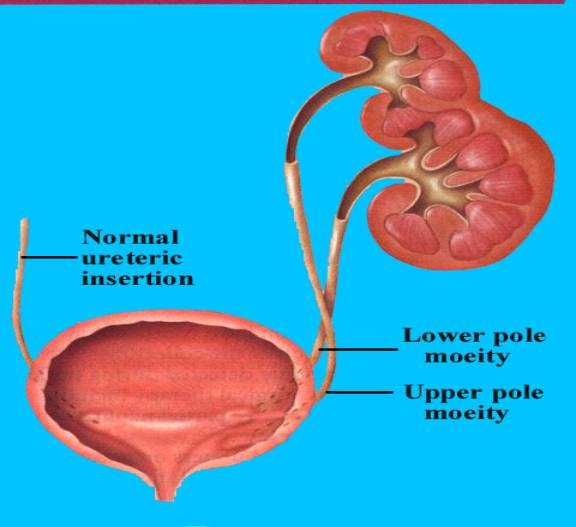 Normal
ureteric
insertion
Lower pole
moeity
Upper pole
moeity